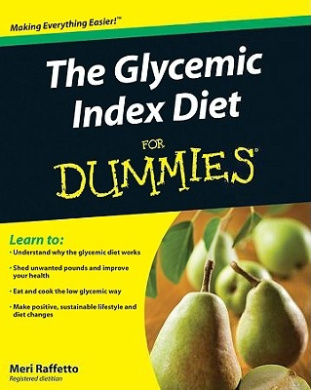 Making Everything Easier!™
The Glycemic
Index Diet
FOR
DUMMIES®
Learn to:
• Understand why the glycemic diet works
• Shed unwanted pounds and improve
your health
• Eat and cook the low glycemic way
• Make positive, sustainable lifestyle and
diet changes
Meri Raffetto
Registered dietitian